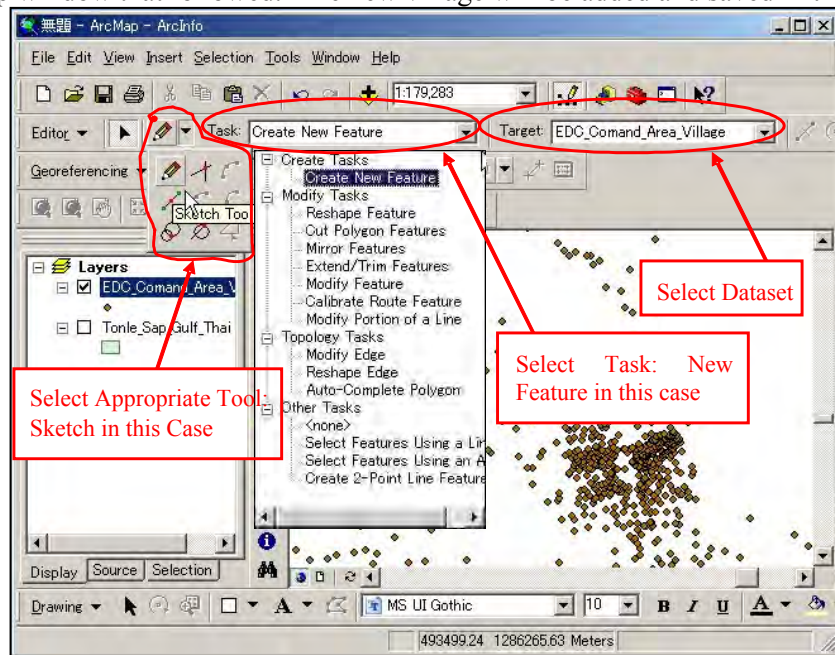 無題 - ArcMap - ArcInfo
File Edit View Insert Selection Tools Window Help
1:179,283
Editor Task: Create New Feature Target: EDC_Comand_Area_Village
Georeferencing
Sketch Too
Create Tasks
Create New Feature
Modify Tasks
Reshape Feature
Cut Polygon Features
Mirror Features
Extend/Trim Features
Modify Feature
Calibrate Route Feature
Modify Portion of a Line
Topology Tasks
Modify Edge
Reshape Edge
Auto-Complete Polygon
Other Tasks
<none>
Select Features Using a Lin
Select Features Using an A
Create 2-Point Line Feature
Layers
EDC_Comand_Area_V
Tonle_Sap_Gulf_Thai
Select Dataset
Select Task: New
Feature in this case
Select Appropriate Tool:
Sketch in this Case
Display Source Selection
Drawing A MS UI Gothic 10 B I U A
493499.24 1286265.63 Meters